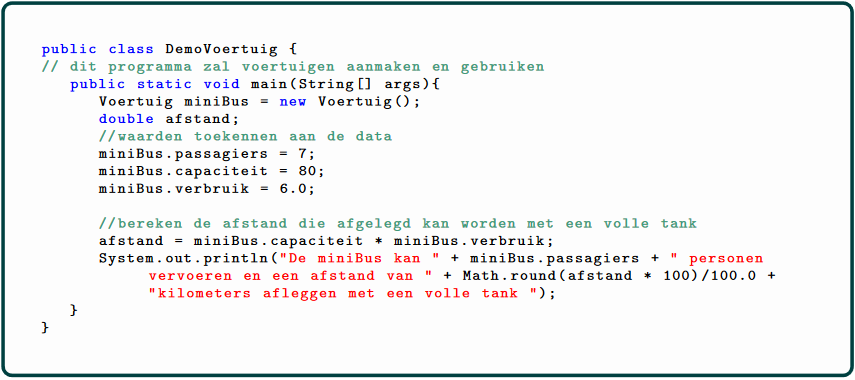 public class DemoVoertuig {
// dit programma zal voertuigen aanmaken en gebruiken
public static void main(String[] args){
Voertuig miniBus = new Voertuig();
double afstand;
//waarden toekennen aan de data
miniBus.passagiers = 7;
miniBus.capaciteit = 80;
miniBus.verbruik = 6.0;
//bereken de afstand die afgelegd kan worden met een volle tank
afstand = miniBus.capaciteit * miniBus.verbruik;
System.out.println("De miniBus kan " + miniBus.passagiers + " personen
vervoeren en een afstand van " + Math.round(afstand * 100)/100.0 +
"kilometers afleggen met een volle tank ");
}
}